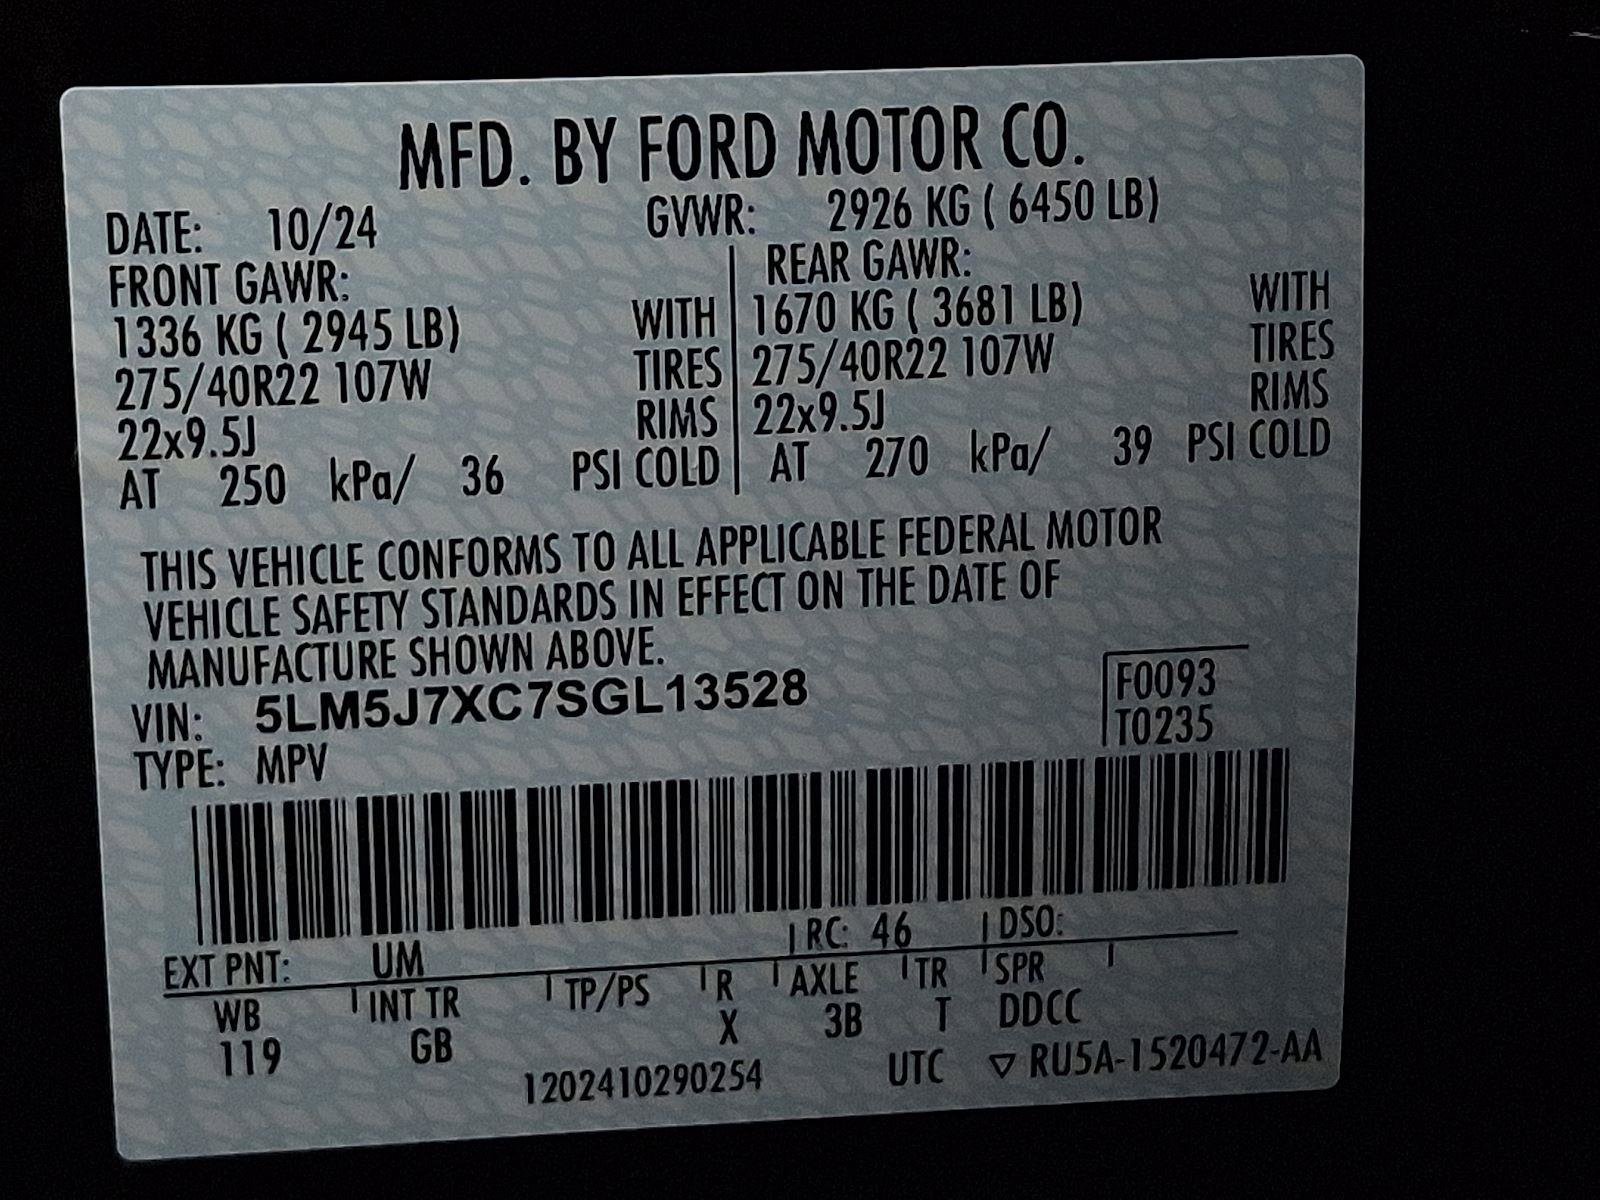 MFD. BY FORD MOTOR CO.
DATE: 10/24 GVWR: 2926 KG ( 6450 LB)
FRONT GAWR: REAR GAWR:
1336 KG ( 2945 LB) WITH 1670 KG ( 3681 LB) WITH
275/40R22 107W TIRES 275/40R22 107W TIRES
22x9.5J RIMS 22x9.5J RIMS
AT 250 kPa/ 36 PSI COLD AT 270 kPa/ 39 PSI COLD
THIS VEHICLE CONFORMS TO ALL APPLICABLE FEDERAL MOTOR
VEHICLE SAFETY STANDARDS IN EFFECT ON THE DATE OF
MANUFACTURE SHOWN ABOVE.
VIN: 5LM5J7XC7SGL13528 F0093
TYPE: MPV T0235
EXT PNT: UM RC: 46 DSO:
WB INT TR TP/PS R AXLE TR SPR
119 GB X 3B T DDCC
1202410290254 UTC ▽ RU5A-1520472-AA